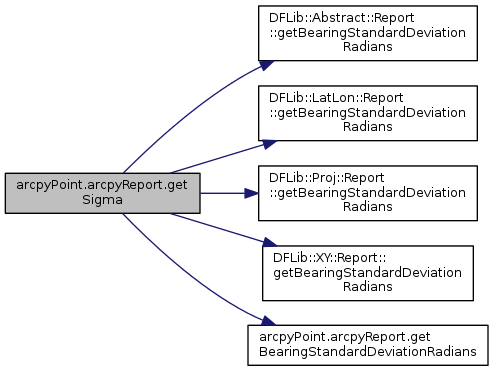 arcpyPoint.arcpyReport.get
Sigma
DFLib::Abstract::Report
::getBearingStandardDeviation
Radians
DFLib::LatLon::Report
::getBearingStandardDeviation
Radians
DFLib::Proj::Report
::getBearingStandardDeviation
Radians
DFLib::XY::Report::
getBearingStandardDeviation
Radians
arcpyPoint.arcpyReport.get
BearingStandardDeviationRadians